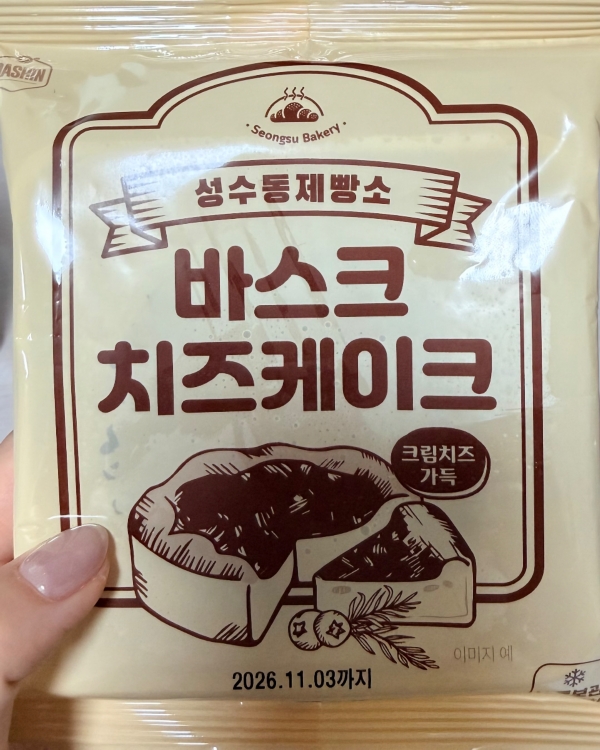 · Seongsu Bakery ·
성수동제빵소
바스크
치즈케이크
크림치즈
가득
이미지 예
2026.11.03까지